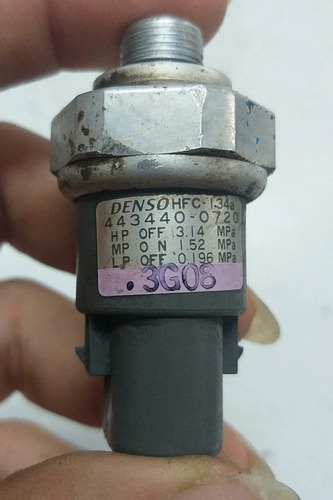 DENSO HFC-134a
443440-0720
HP OFF 3.14 MPa
MP ON 1.52 MPa
LP OFF 0.196 MPa
.3G08